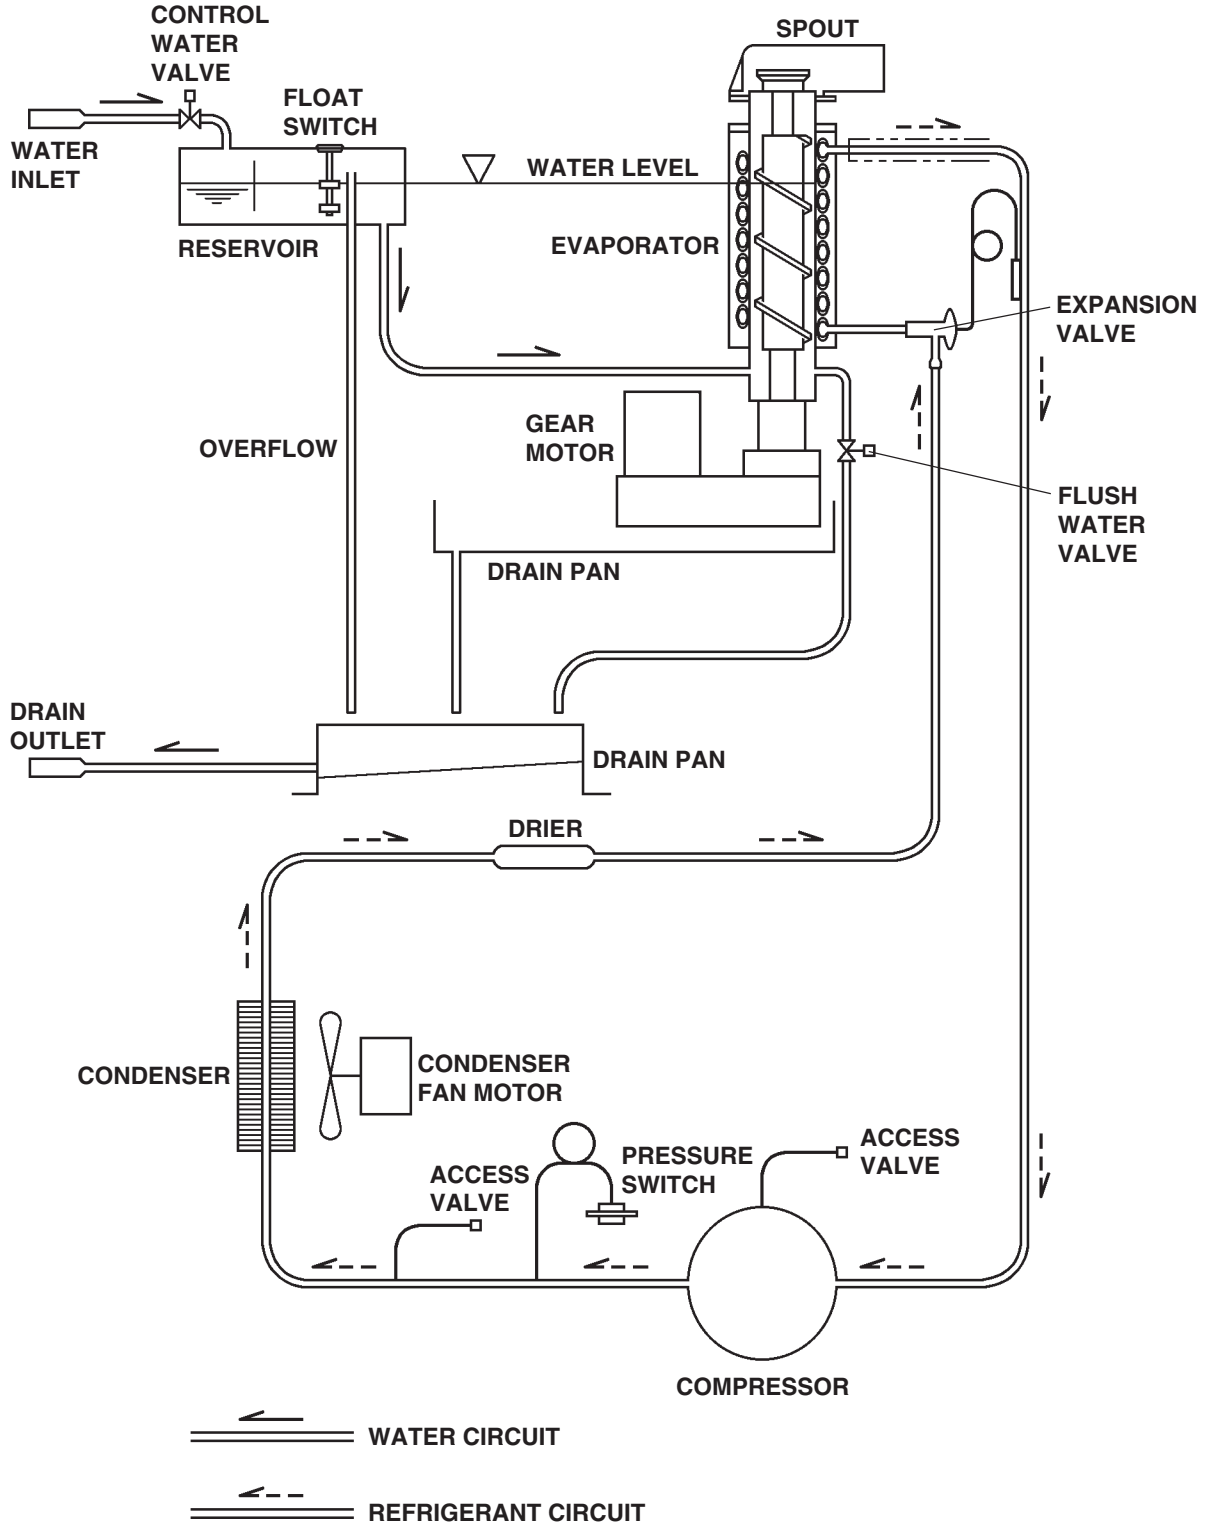 CONTROL
WATER
VALVE
SPOUT
FLOAT
SWITCH
WATER
INLET
WATER LEVEL
RESERVOIR
EVAPORATOR
EXPANSION
VALVE
GEAR
MOTOR
OVERFLOW
FLUSH
WATER
VALVE
DRAIN PAN
DRAIN
OUTLET
DRAIN PAN
DRIER
CONDENSER
CONDENSER
FAN MOTOR
ACCESS
VALVE
PRESSURE
SWITCH
ACCESS
VALVE
COMPRESSOR
WATER CIRCUIT
REFRIGERANT CIRCUIT